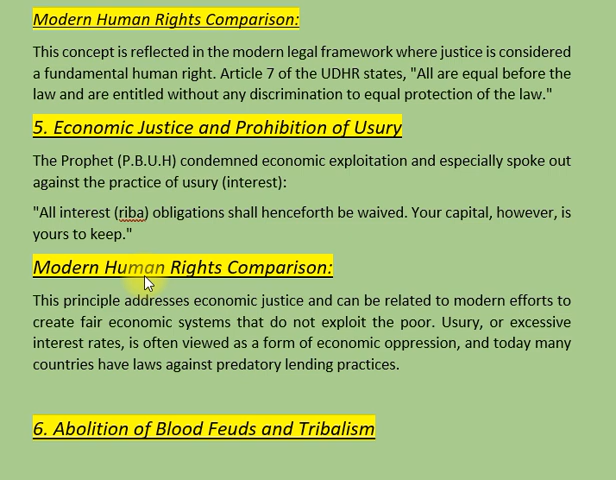 Modern Human Rights Comparison:
This concept is reflected in the modern legal framework where justice is considered
a fundamental human right. Article 7 of the UDHR states, "All are equal before the
law and are entitled without any discrimination to equal protection of the law."
5. Economic Justice and Prohibition of Usury
The Prophet (P.B.U.H) condemned economic exploitation and especially spoke out
against the practice of usury (interest):
"All interest (riba) obligations shall henceforth be waived. Your capital, however, is
yours to keep."
Modern Human Rights Comparison:
This principle addresses economic justice and can be related to modern efforts to
create fair economic systems that do not exploit the poor. Usury, or excessive
interest rates, is often viewed as a form of economic oppression, and today many
countries have laws against predatory lending practices.
6. Abolition of Blood Feuds and Tribalism